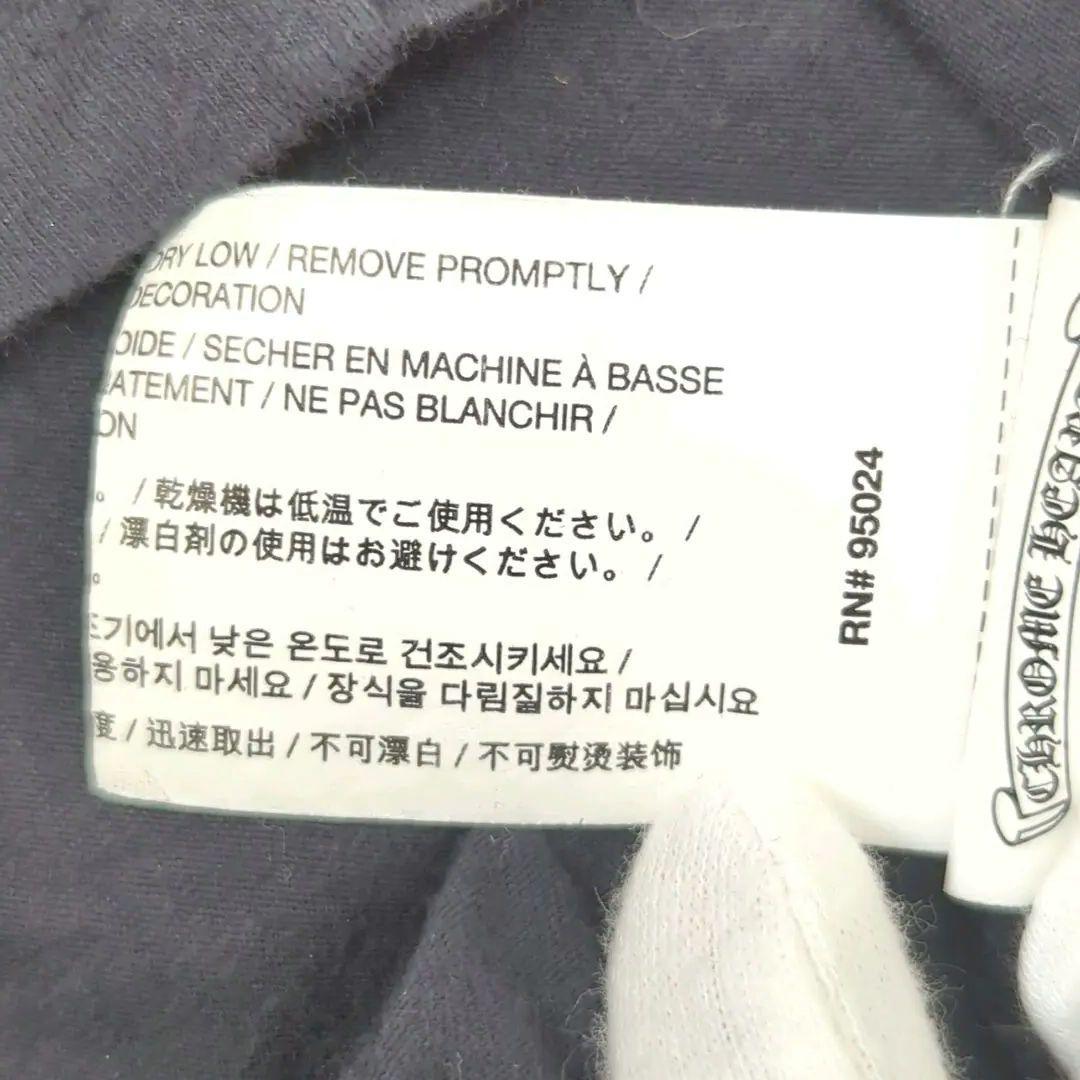 DRY LOW / REMOVE PROMPTLY /
DECORATION
OIDE / SECHER EN MACHINE À BASSE
ATEMENT / NE PAS BLANCHIR /
ON
。 / 乾燥機は低温でご使用ください。 /
/ 漂白剤の使用はお避けください。 /
。
기에서 낮은 온도로 건조시키세요 /
용하지 마세요 / 장식을 다림질하지 마십시요
度 / 迅速取出 / 不可漂白 / 不可熨烫装饰
RN# 95024
CHROME HEAR